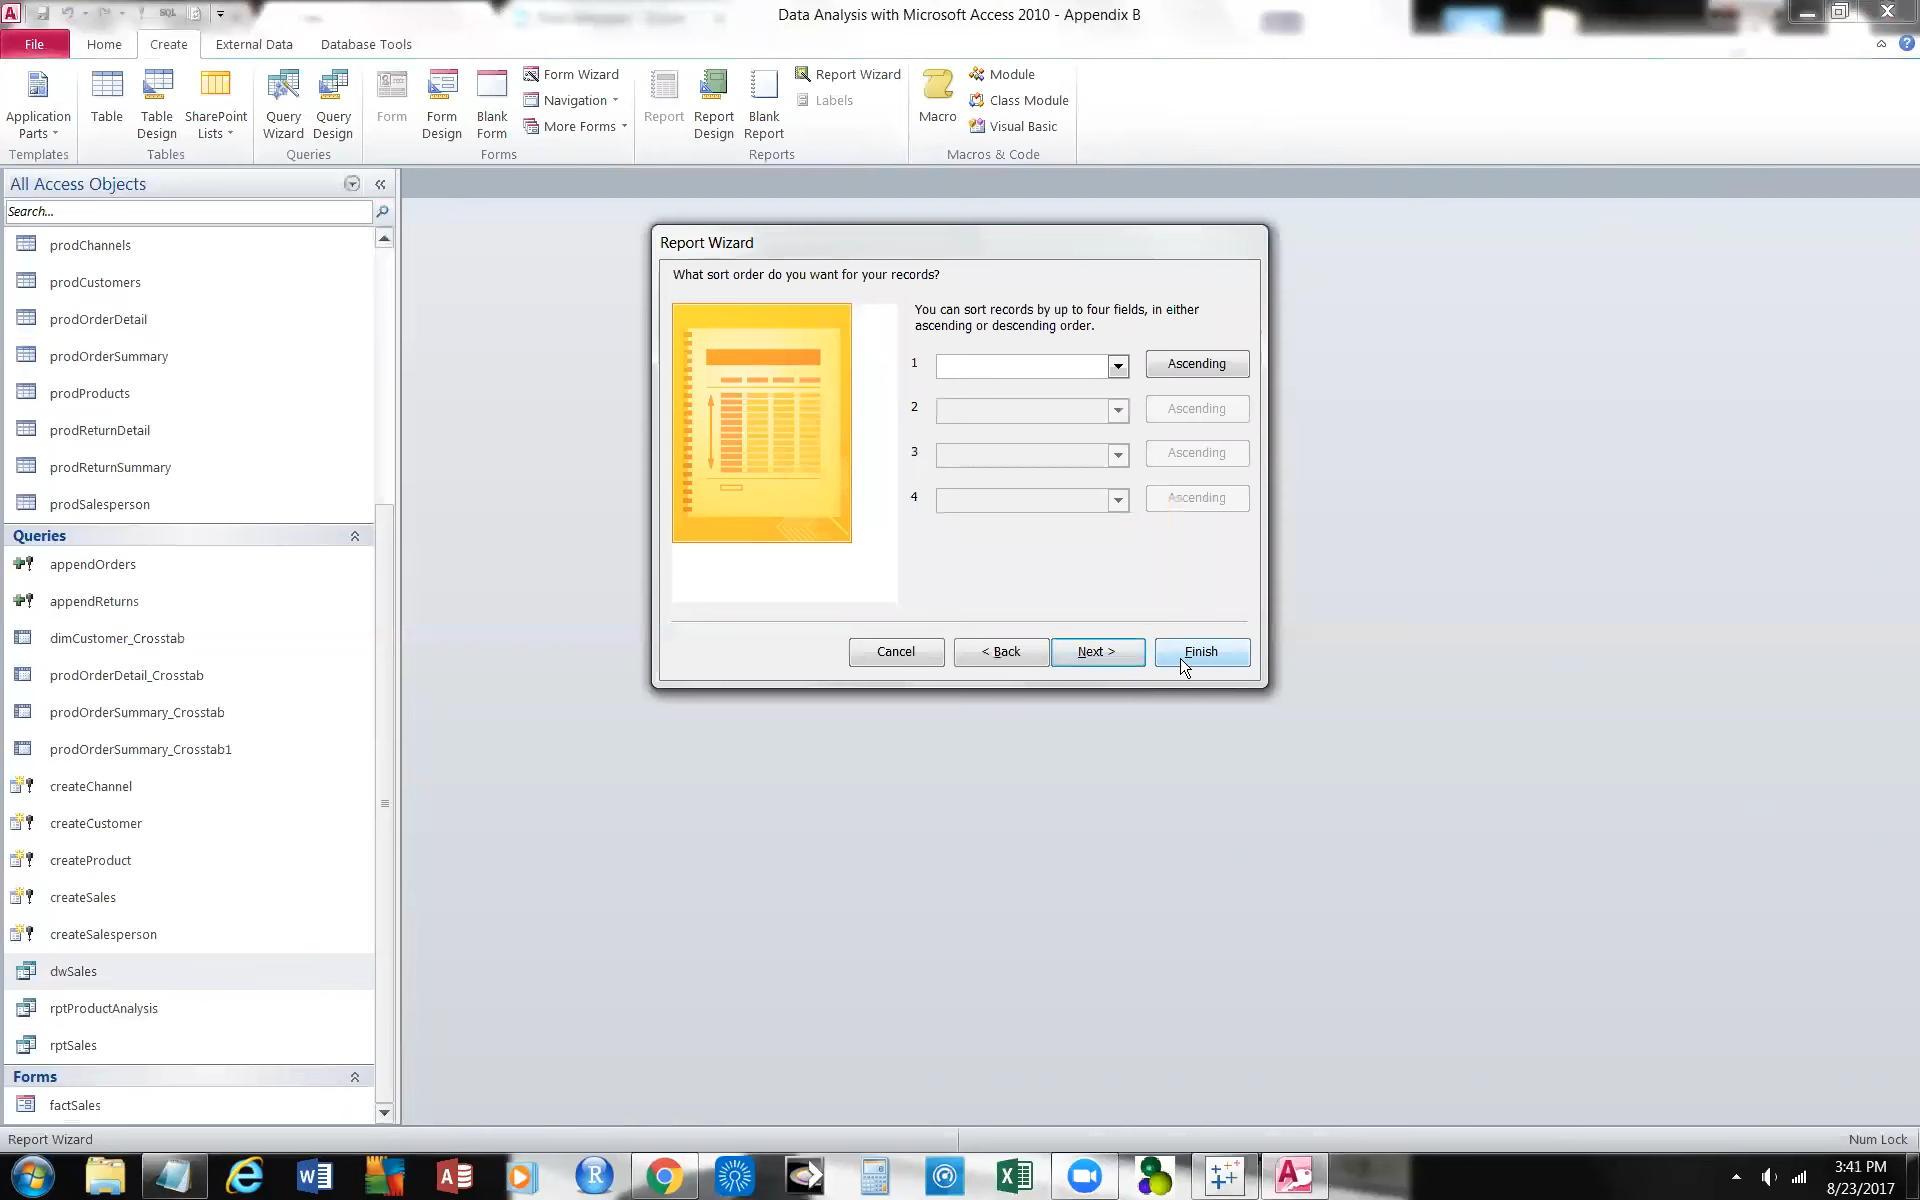 SQL
Data Analysis with Microsoft Access 2010 - Appendix B
File
Home
Create
External Data
Database Tools
Application
Parts
Table
Table
Design
SharePoint
Lists
Query
Wizard
Query
Design
Form
Form
Design
Blank
Form
Form Wizard
Navigation
More Forms
Report
Report
Design
Blank
Report
Report Wizard
Labels
Macro
Module
Class Module
Visual Basic
Templates
Tables
Queries
Forms
Reports
Macros & Code
All Access Objects
Search...
prodChannels
prodCustomers
prodOrderDetail
prodOrderSummary
prodProducts
prodReturnDetail
prodReturnSummary
prodSalesperson
Queries
appendOrders
appendReturns
dimCustomer_Crosstab
prodOrderDetail_Crosstab
prodOrderSummary_Crosstab
prodOrderSummary_Crosstab1
createChannel
createCustomer
createProduct
createSales
createSalesperson
dwSales
rptProductAnalysis
rptSales
Forms
factSales
Report Wizard
What sort order do you want for your records?
You can sort records by up to four fields, in either
ascending or descending order.
1 Ascending
2 Ascending
3 Ascending
4 Ascending
Cancel
< Back
Next >
Finish
Report Wizard
Num Lock
3:41 PM
8/23/2017